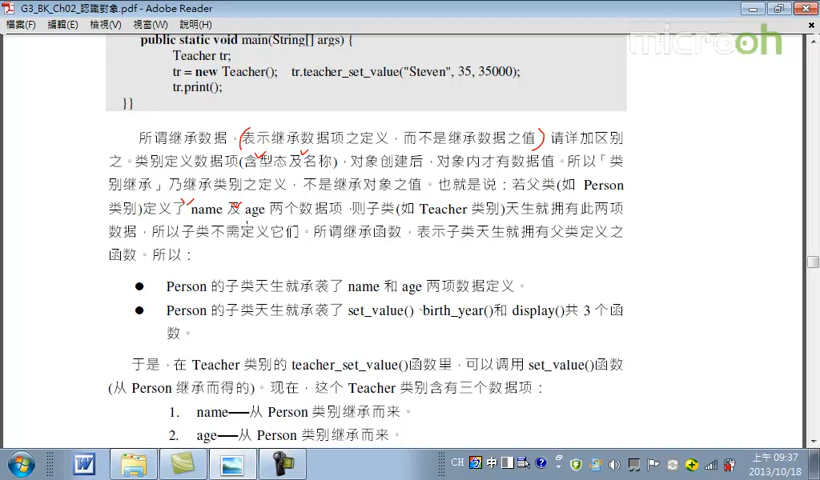 G3_BK_Ch02_認識對象.pdf - Adobe Reader
檔案(F) 編輯(E) 檢視(V) 視窗(W) 說明(H)
microoh
public static void main(String[] args) {
Teacher tr;
tr = new Teacher(); tr.teacher_set_value("Steven", 35, 35000);
tr.print();
}}
所谓继承数据，(表示继承数据项之定义，而不是继承数据之值) 请详加区别
之。类别定义数据项(含型态及名称)，对象创建后，对象内才有数据值。所以「类
别继承」乃继承类别之定义，不是继承对象之值。也就是说：若父类(如 Person
类别)定义了 name 及 age 两个数据项，则子类(如 Teacher 类别)天生就拥有此两项
数据，所以子类不需定义它们。所谓继承函数，表示子类天生就拥有父类定义之
函数。所以：
● Person 的子类天生就承袭了 name 和 age 两项数据定义。
● Person 的子类天生就承袭了 set_value()、birth_year()和 display()共 3 个函
数。
于是，在 Teacher 类别的 teacher_set_value()函数里，可以调用 set_value()函数
(从 Person 继承而得的)。现在，这个 Teacher 类别含有三个数据项：
1. name──从 Person 类别继承而来。
2. age──从 Person 类别继承而来。
CH 中 上午 09:37
2013/10/18